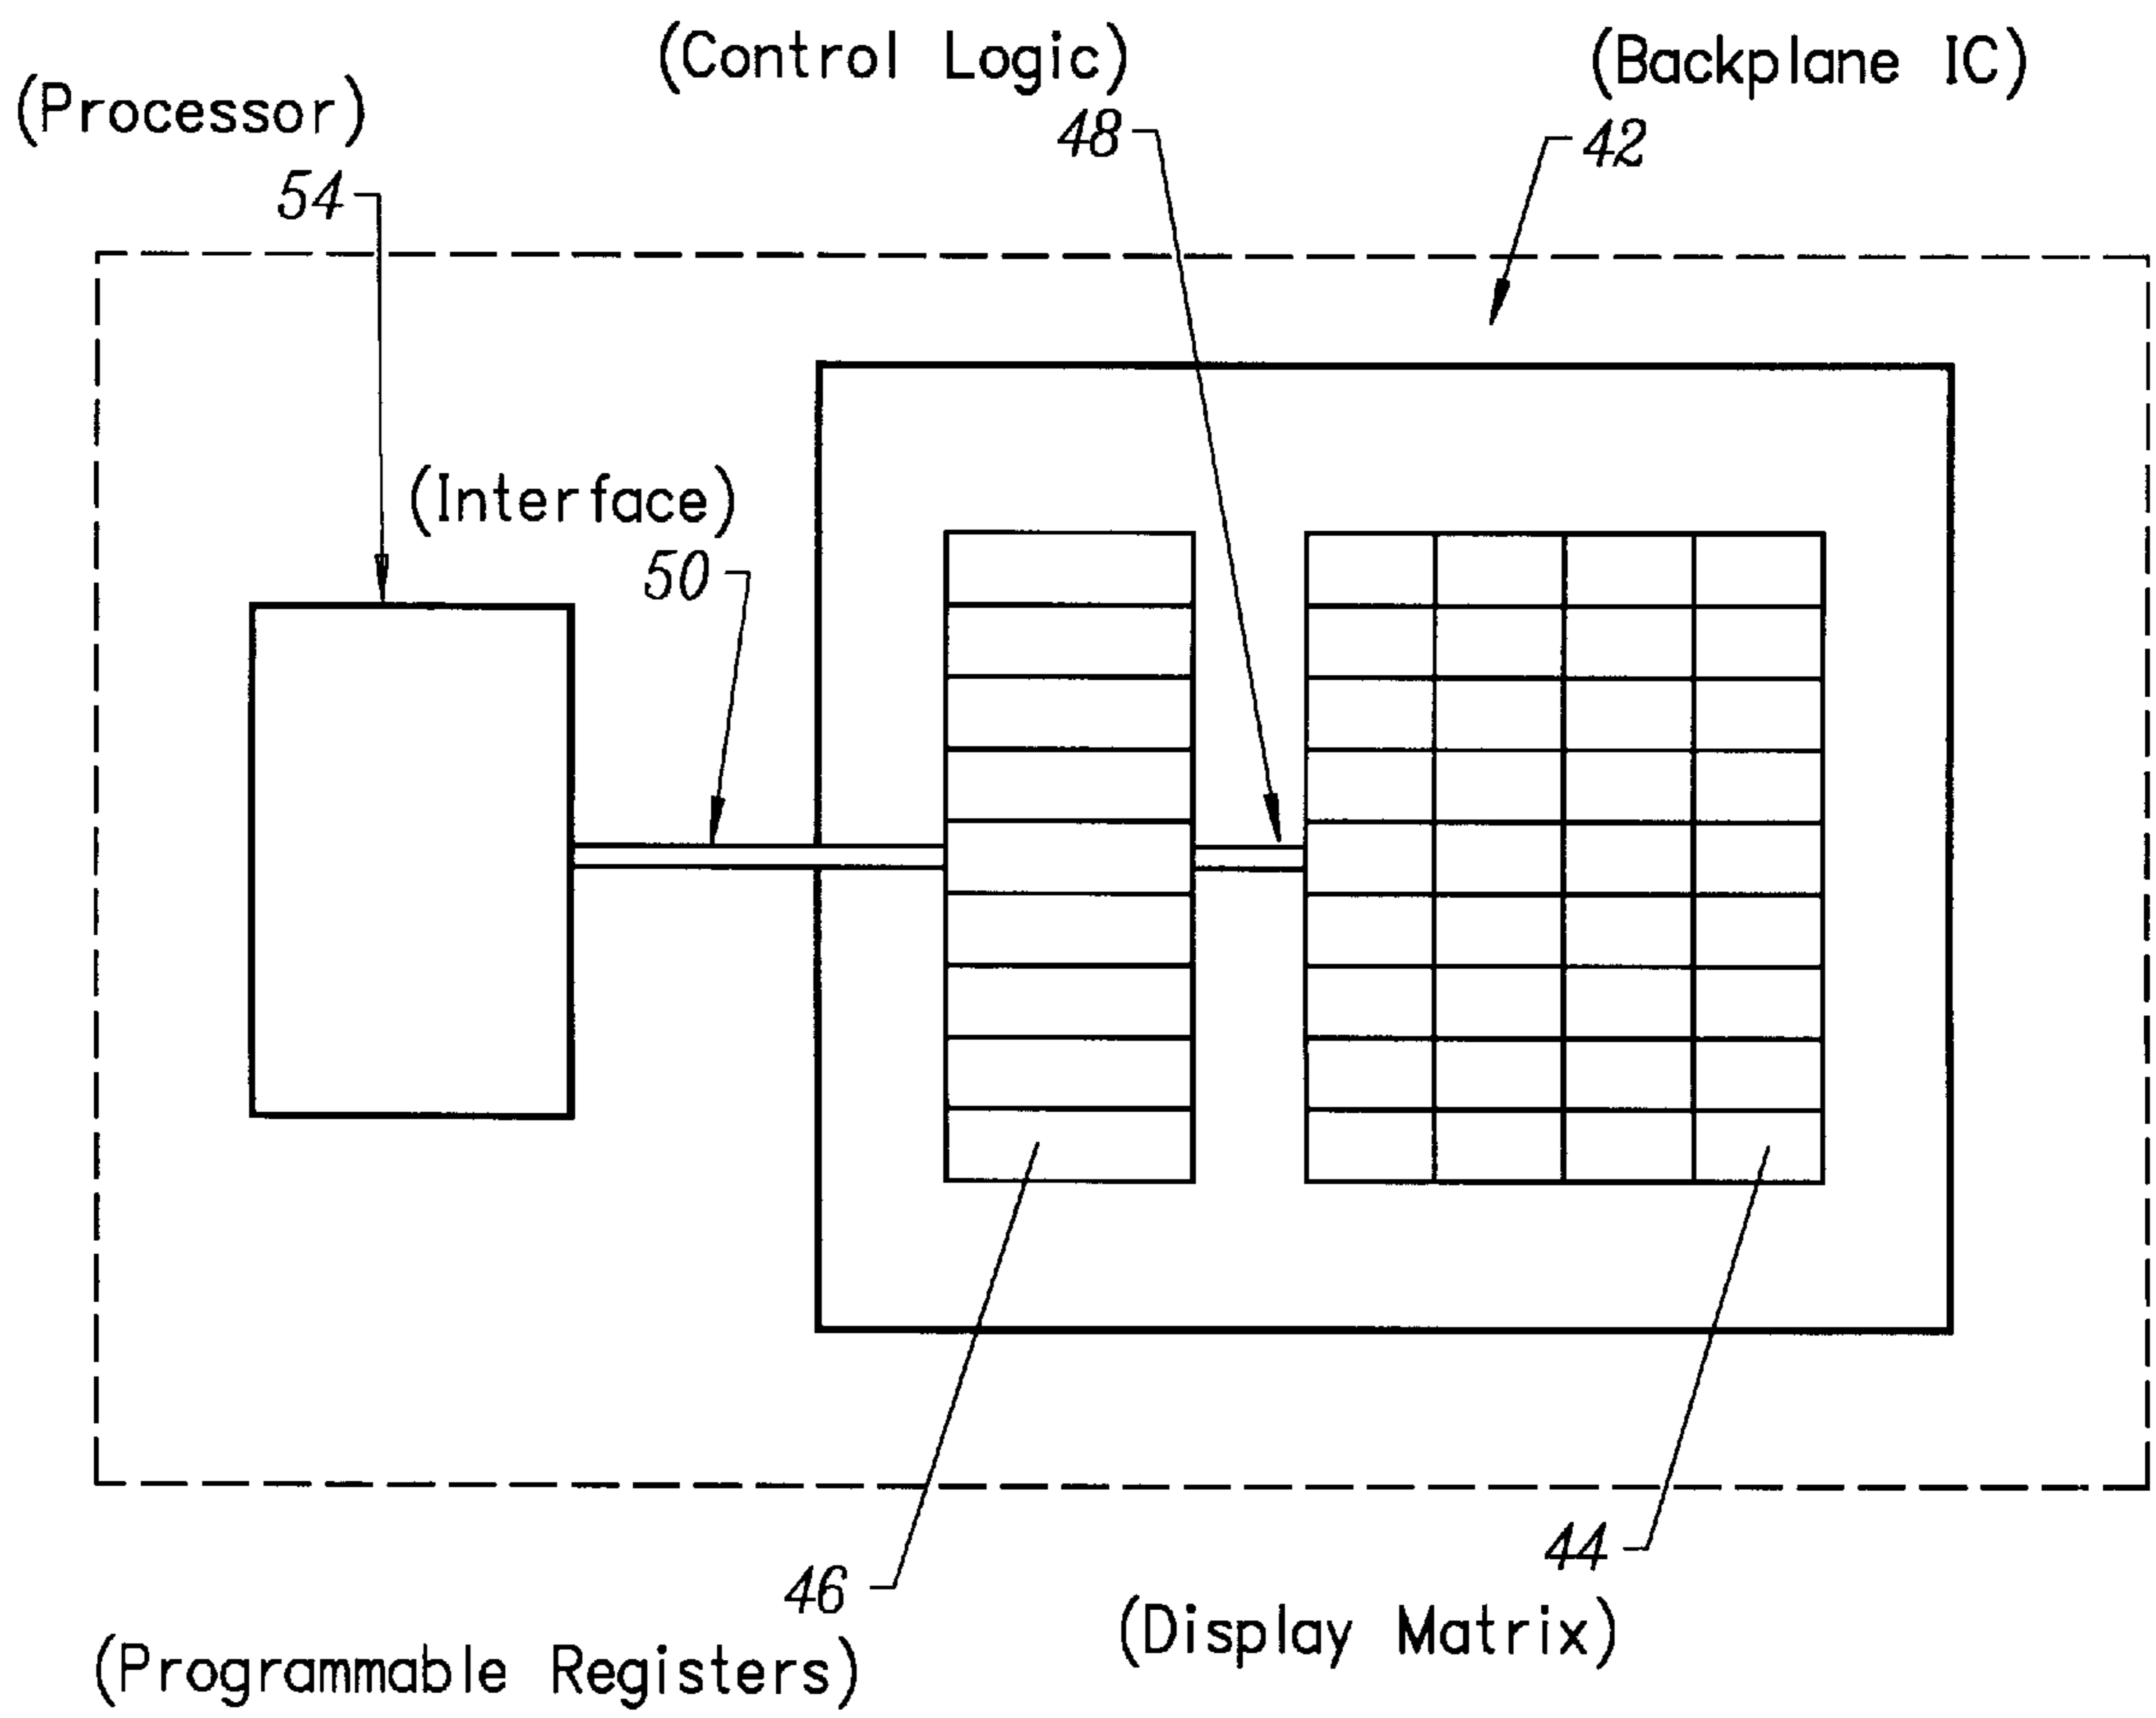 (Control Logic)
48
(Backplane IC)
42
(Processor)
54
(Interface)
50
46
(Programmable Registers)
44
(Display Matrix)